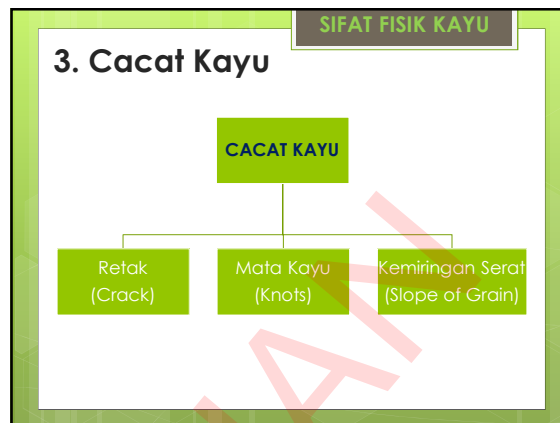 SIFAT FISIK KAYU
3. Cacat Kayu
CACAT KAYU
Retak
(Crack)
Mata Kayu
(Knots)
Kemiringan Serat
(Slope of Grain)